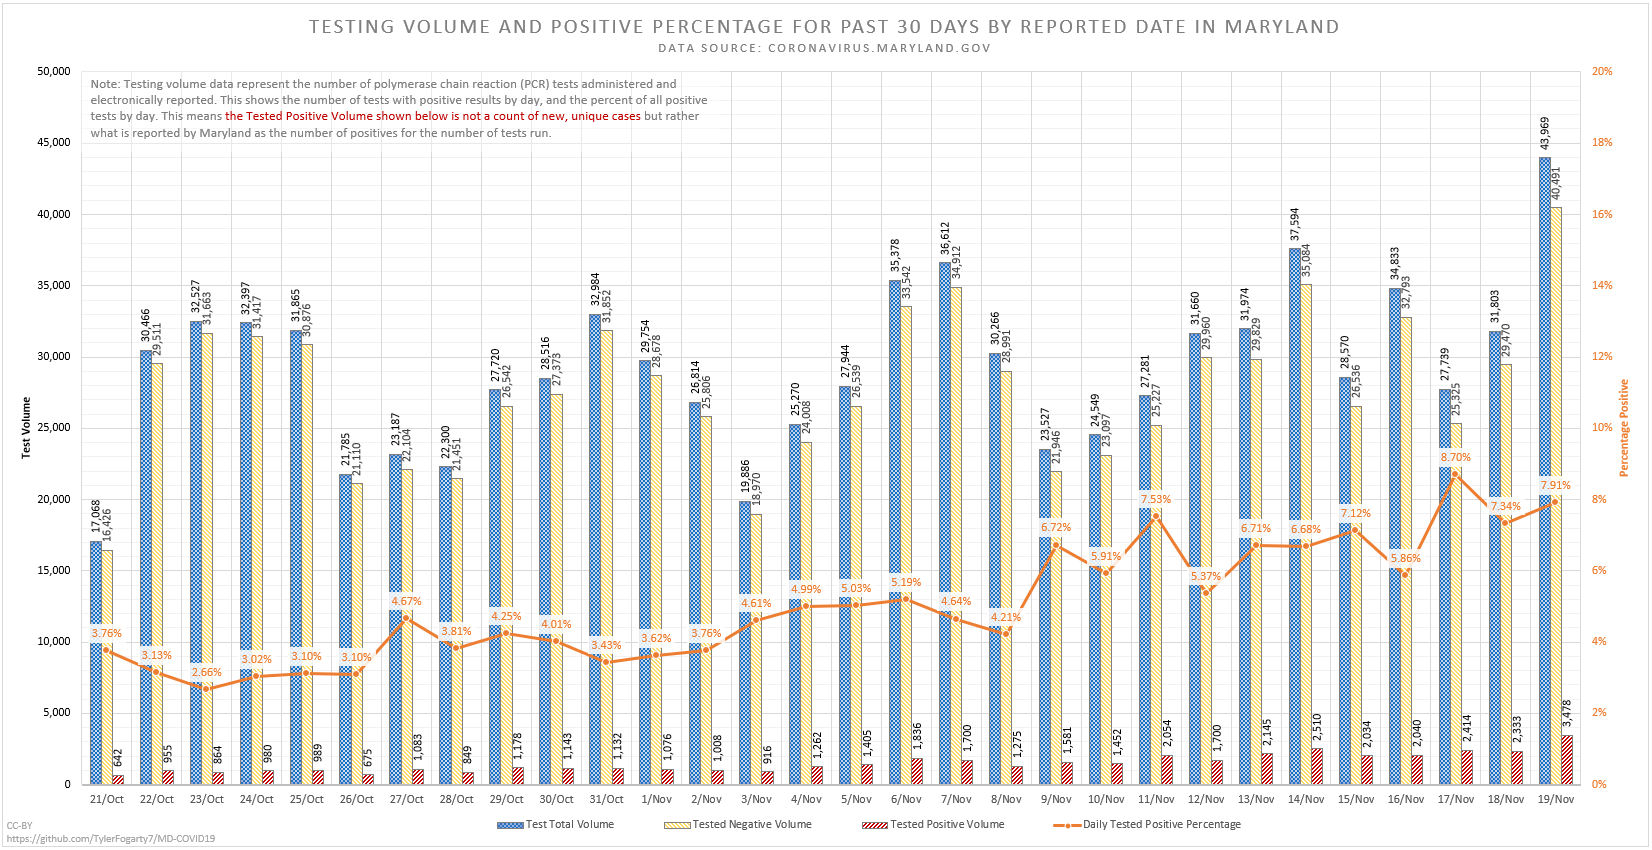 TESTING VOLUME AND POSITIVE PERCENTAGE FOR PAST 30 DAYS BY REPORTED DATE IN MARYLAND
DATA SOURCE: CORONAVIRUS.MARYLAND.GOV
Note: Testing volume data represent the number of polymerase chain reaction (PCR) tests administered and
electronically reported. This shows the number of tests with positive results by day, and the percent of all positive
tests by day. This means the Tested Positive Volume shown below is not a count of new, unique cases but rather
what is reported by Maryland as the number of positives for the number of tests run.
Test Volume
50,000
45,000
40,000
35,000
30,000
25,000
20,000
15,000
10,000
5,000
0
17,068 16,426 3.76% 642
30,466 29,511 3.13% 955
32,527 31,663 2.66% 864
32,397 31,417 3.02% 980
31,865 30,876 3.10% 989
21,785 21,110 3.10% 675
23,187 22,104 4.67% 1,083
22,300 21,451 3.81% 849
27,720 26,542 4.25% 1,178
28,516 27,373 4.01% 1,143
32,984 31,852 3.43% 1,132
29,754 28,678 3.62% 1,076
26,814 25,806 3.76% 1,008
19,886 18,970 4.61% 916
25,270 24,008 4.99% 1,262
27,944 26,539 5.03% 1,405
35,378 33,542 5.19% 1,836
36,612 34,912 4.64% 1,700
30,266 28,991 4.21% 1,275
23,527 21,946 6.72% 1,581
24,549 23,097 5.91% 1,452
27,281 25,227 7.53% 2,054
31,660 29,960 5.37% 1,700
31,974 29,829 6.71% 2,145
37,594 35,084 6.68% 2,510
28,570 26,536 7.12% 2,034
34,833 32,793 5.86% 2,040
27,739 25,325 8.70% 2,414
31,803 29,470 7.34% 2,333
43,969 40,491 7.91% 3,478
20%
18%
16%
14%
12%
10%
8%
6%
4%
2%
0%
Percentage Positive
21/Oct 22/Oct 23/Oct 24/Oct 25/Oct 26/Oct 27/Oct 28/Oct 29/Oct 30/Oct 31/Oct 1/Nov 2/Nov 3/Nov 4/Nov 5/Nov 6/Nov 7/Nov 8/Nov 9/Nov 10/Nov 11/Nov 12/Nov 13/Nov 14/Nov 15/Nov 16/Nov 17/Nov 18/Nov 19/Nov
Test Total Volume Tested Negative Volume Tested Positive Volume Daily Tested Positive Percentage
CC-BY
https://github.com/TylerFogarty7/MD-COVID19